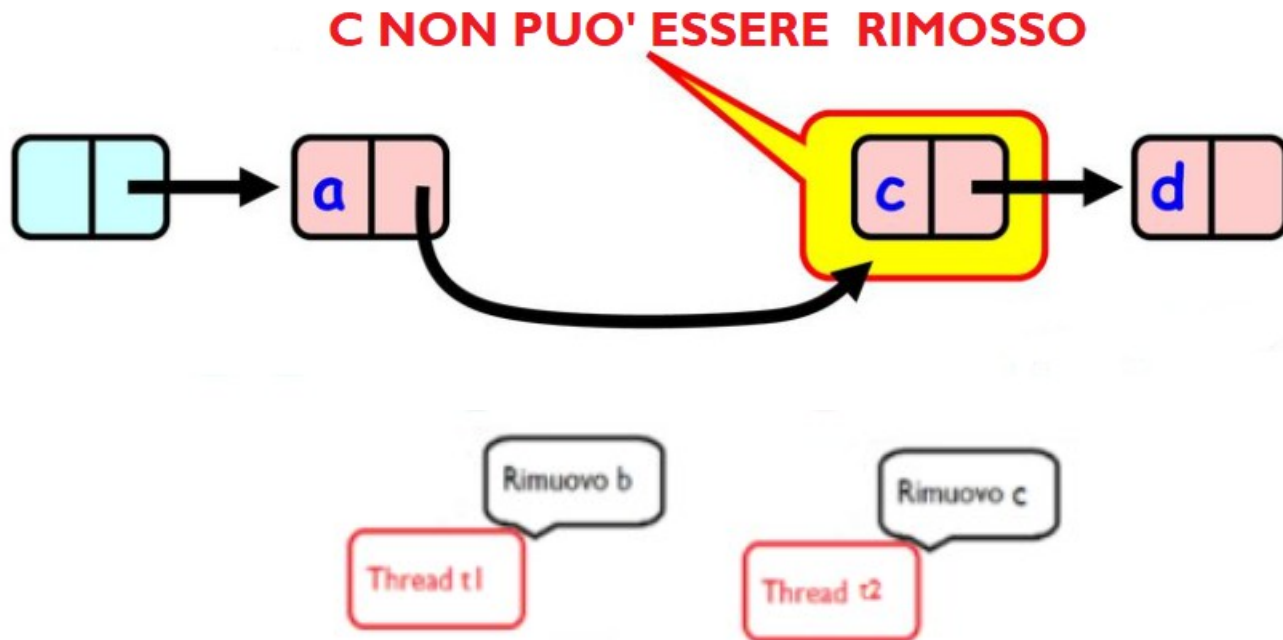 C NON PUO' ESSERE RIMOSSO
a
c
d
Rimuovo b
Rimuovo c
Thread t1
Thread t2